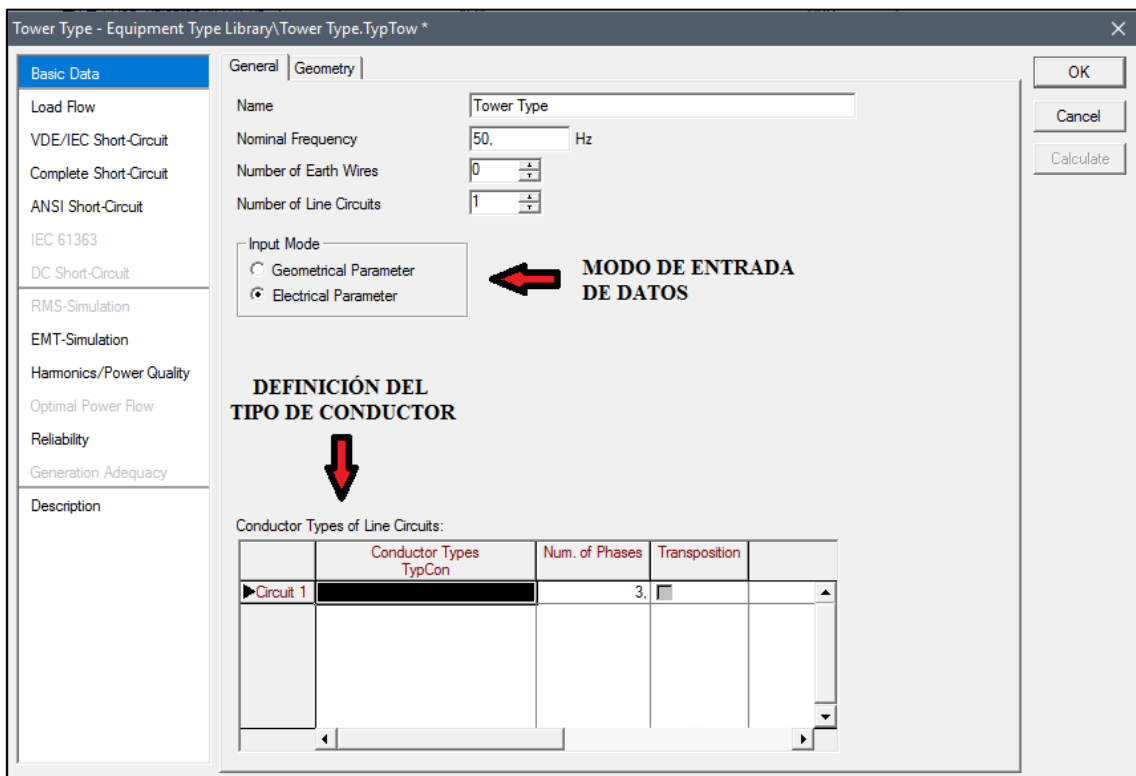 Tower Type - Equipment Type Library\Tower Type.TypTow *
Basic Data
Load Flow
VDE/IEC Short-Circuit
Complete Short-Circuit
ANSI Short-Circuit
IEC 61363
DC Short-Circuit
RMS-Simulation
EMT-Simulation
Harmonics/Power Quality
Optimal Power Flow
Reliability
Generation Adequacy
Description
General
Geometry
Name
Tower Type
Nominal Frequency
50,
Hz
Number of Earth Wires
0
Number of Line Circuits
1
Input Mode
Geometrical Parameter
Electrical Parameter
MODO DE ENTRADA
DE DATOS
DEFINICIÓN DEL
TIPO DE CONDUCTOR
Conductor Types of Line Circuits:
Conductor Types
TypCon
Num. of Phases
Transposition
Circuit 1
3,
OK
Cancel
Calculate